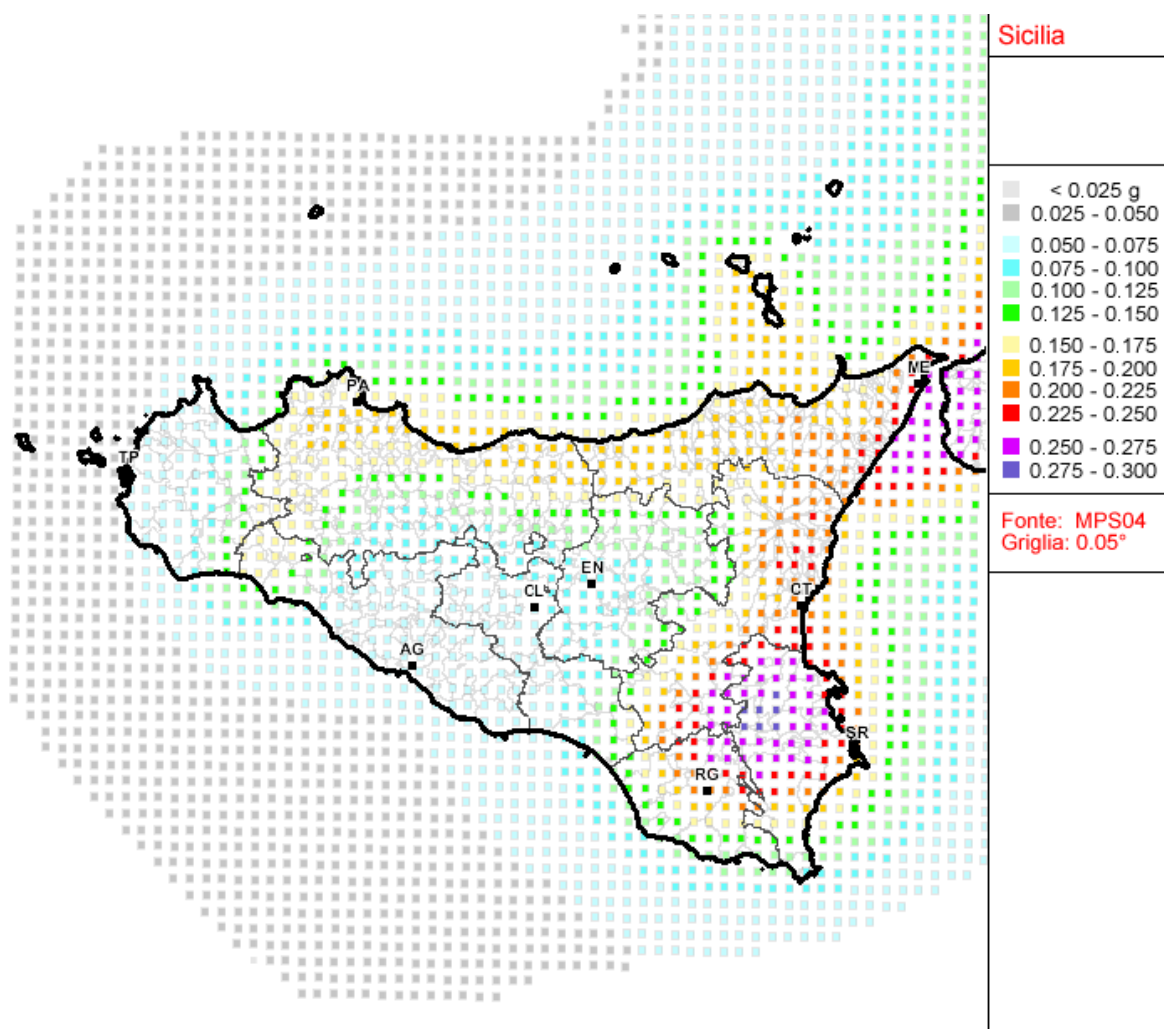 Sicilia
< 0.025 g
0.025 - 0.050
0.050 - 0.075
0.075 - 0.100
0.100 - 0.125
0.125 - 0.150
0.150 - 0.175
0.175 - 0.200
0.200 - 0.225
0.225 - 0.250
0.250 - 0.275
0.275 - 0.300
Fonte: MPS04
Griglia: 0.05°
ME
PA
TP
EN
CL
CT
AG
SR
RG